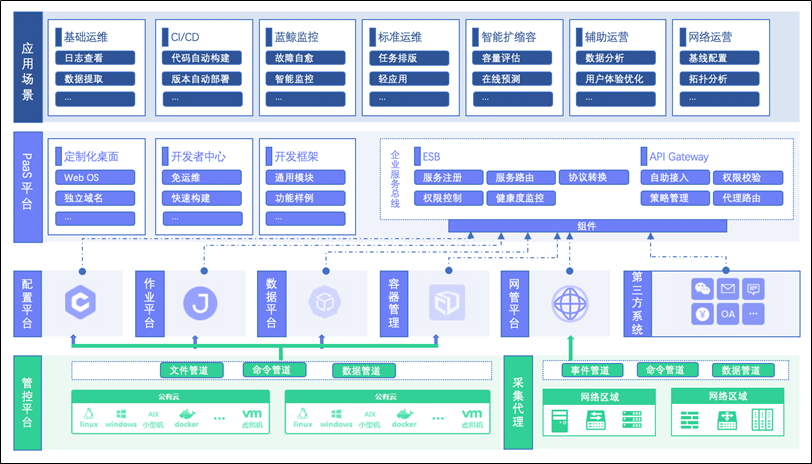 应用场景
基础运维
日志查看
数据提取
...
CI/CD
代码自动构建
版本自动部署
...
蓝鲸监控
故障自愈
智能监控
...
标准运维
任务排版
轻应用
...
智能扩缩容
容量评估
在线预测
...
辅助运营
数据分析
用户体验优化
...
网络运营
基线配置
拓扑分析
...
PaaS平台
定制化桌面
Web OS
独立域名
...
开发者中心
免运维
快速构建
...
开发框架
通用模块
功能样例
...
企业服务总线
ESB
服务注册
服务路由
协议转换
权限控制
健康度监控
API Gateway
自助接入
权限校验
策略管理
代理路由
组件
配置平台
C
作业平台
J
数据平台
容器管理
网管平台
第三方系统
¥
OA
...
管控平台
文件管道
命令管道
数据管道
公有云
linux
windows
AIX
小型机
docker
...
vm
虚拟机
公有云
linux
windows
AIX
小型机
docker
...
vm
虚拟机
采集代理
事件管道
命令管道
数据管道
网络区域
网络区域